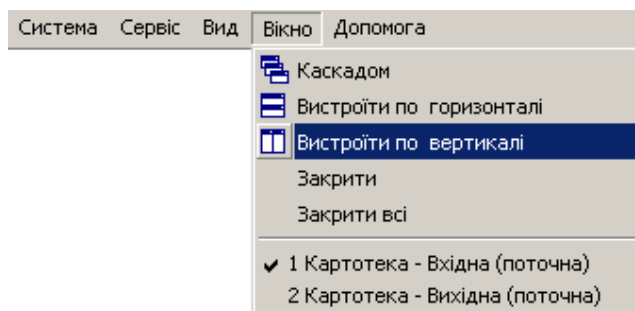 Система Сервіс Вид Вікно Допомога
Каскадом
Вистроїти по горизонталі
Вистроїти по вертикалі
Закрити
Закрити всі
✔ 1 Картотека - Вхідна (поточна)
2 Картотека - Вихідна (поточна)